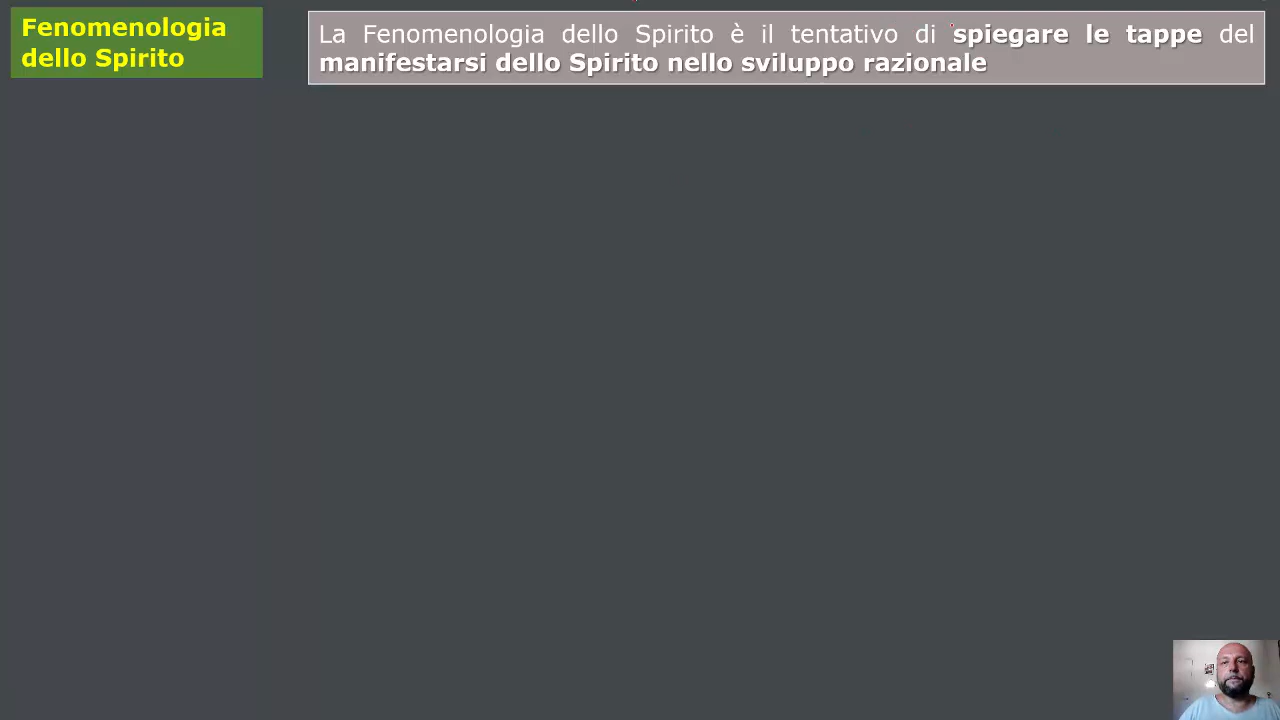 Fenomenologia
dello Spirito
La Fenomenologia dello Spirito è il tentativo di spiegare le tappe del
manifestarsi dello Spirito nello sviluppo razionale